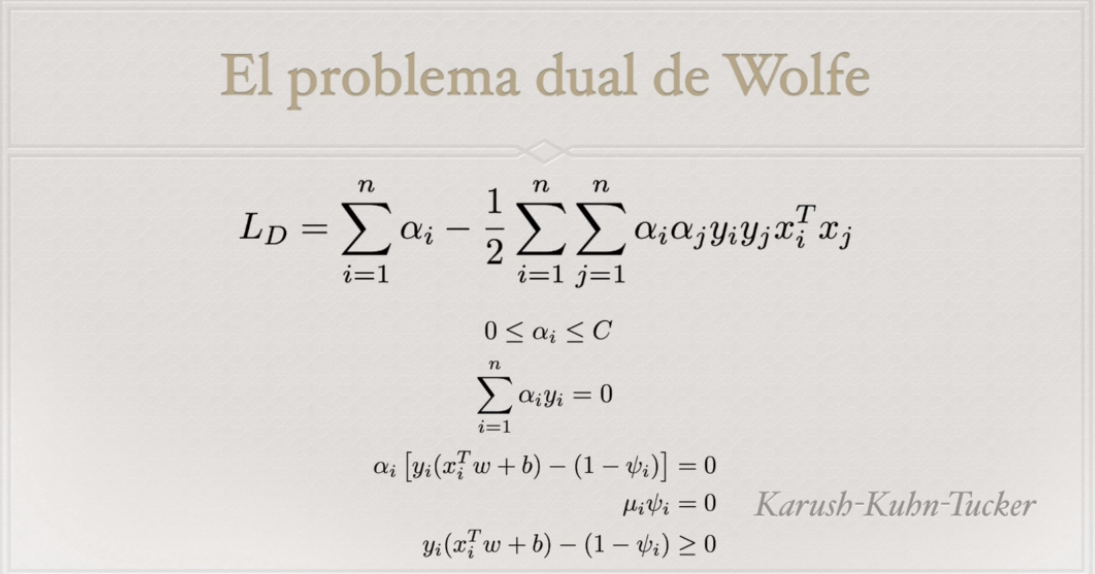 El problema dual de Wolfe
$L_D = \sum_{i=1}^{n} \alpha_i - \frac{1}{2} \sum_{i=1}^{n} \sum_{j=1}^{n} \alpha_i \alpha_j y_i y_j x_i^T x_j$
$0 \leq \alpha_i \leq C$
$\sum_{i=1}^{n} \alpha_i y_i = 0$
$\alpha_i \left[ y_i (x_i^T w + b) - (1 - \psi_i) \right] = 0$
$\mu_i \psi_i = 0$ Karush-Kuhn-Tucker
$y_i (x_i^T w + b) - (1 - \psi_i) \geq 0$